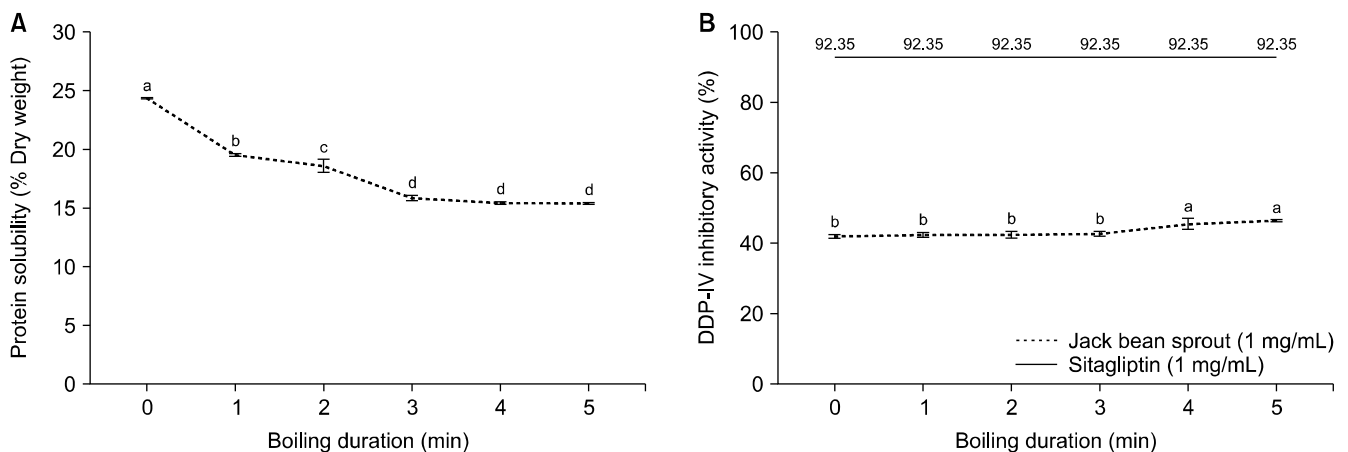 A
Protein solubility (% Dry weight)
30
25
20
15
10
5
0
a
b
c
d
d
d
0 1 2 3 4 5
Boiling duration (min)
B
DDP-IV inhibitory activity (%)
100
80
60
40
20
0
92.35 92.35 92.35 92.35 92.35 92.35
b b b b a a
Jack bean sprout (1 mg/mL)
Sitagliptin (1 mg/mL)
0 1 2 3 4 5
Boiling duration (min)